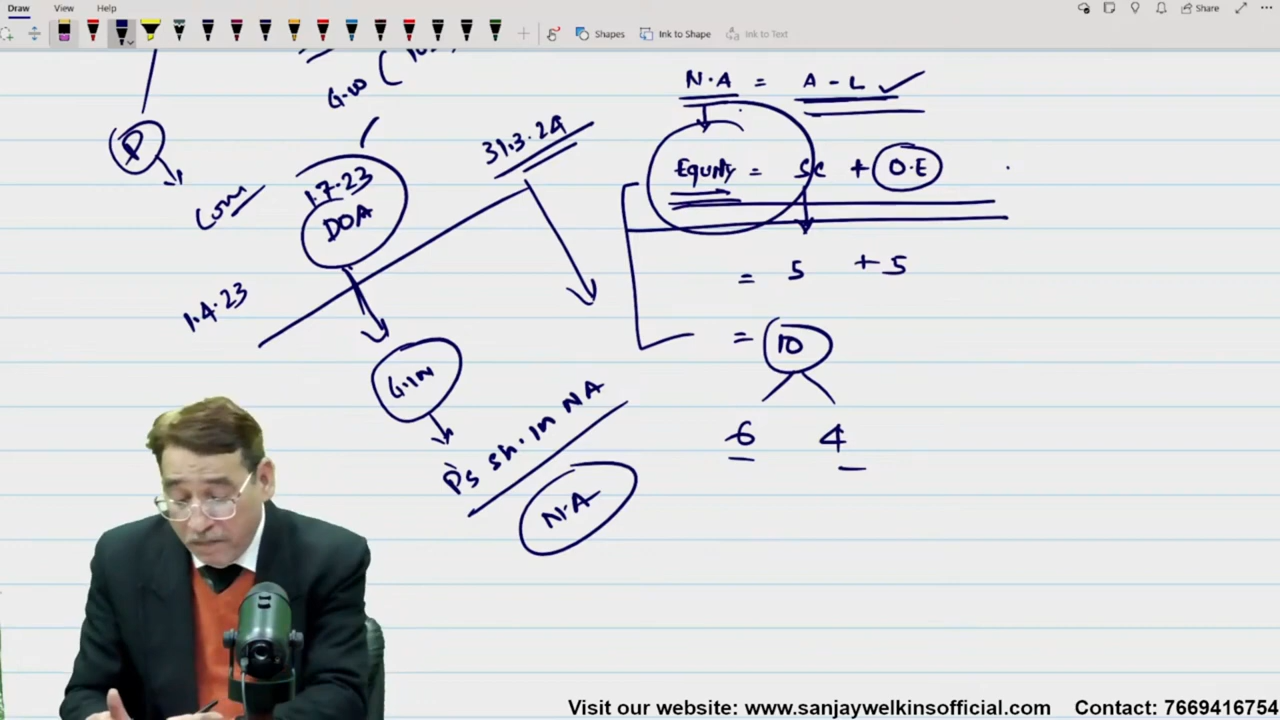 Draw View Help
Share
Shapes Ink to Shape Ink to Text
G.W
N.A = A - L
31.3.24
P
1.7.23
DOA
Equity = SC + O.E
Com
1.4.23
= 5 + 5
= 10
G.W
6 4
P's sh. in NA
N.A
Visit our website: www.sanjaywelkinsofficial.com Contact: 7669416754